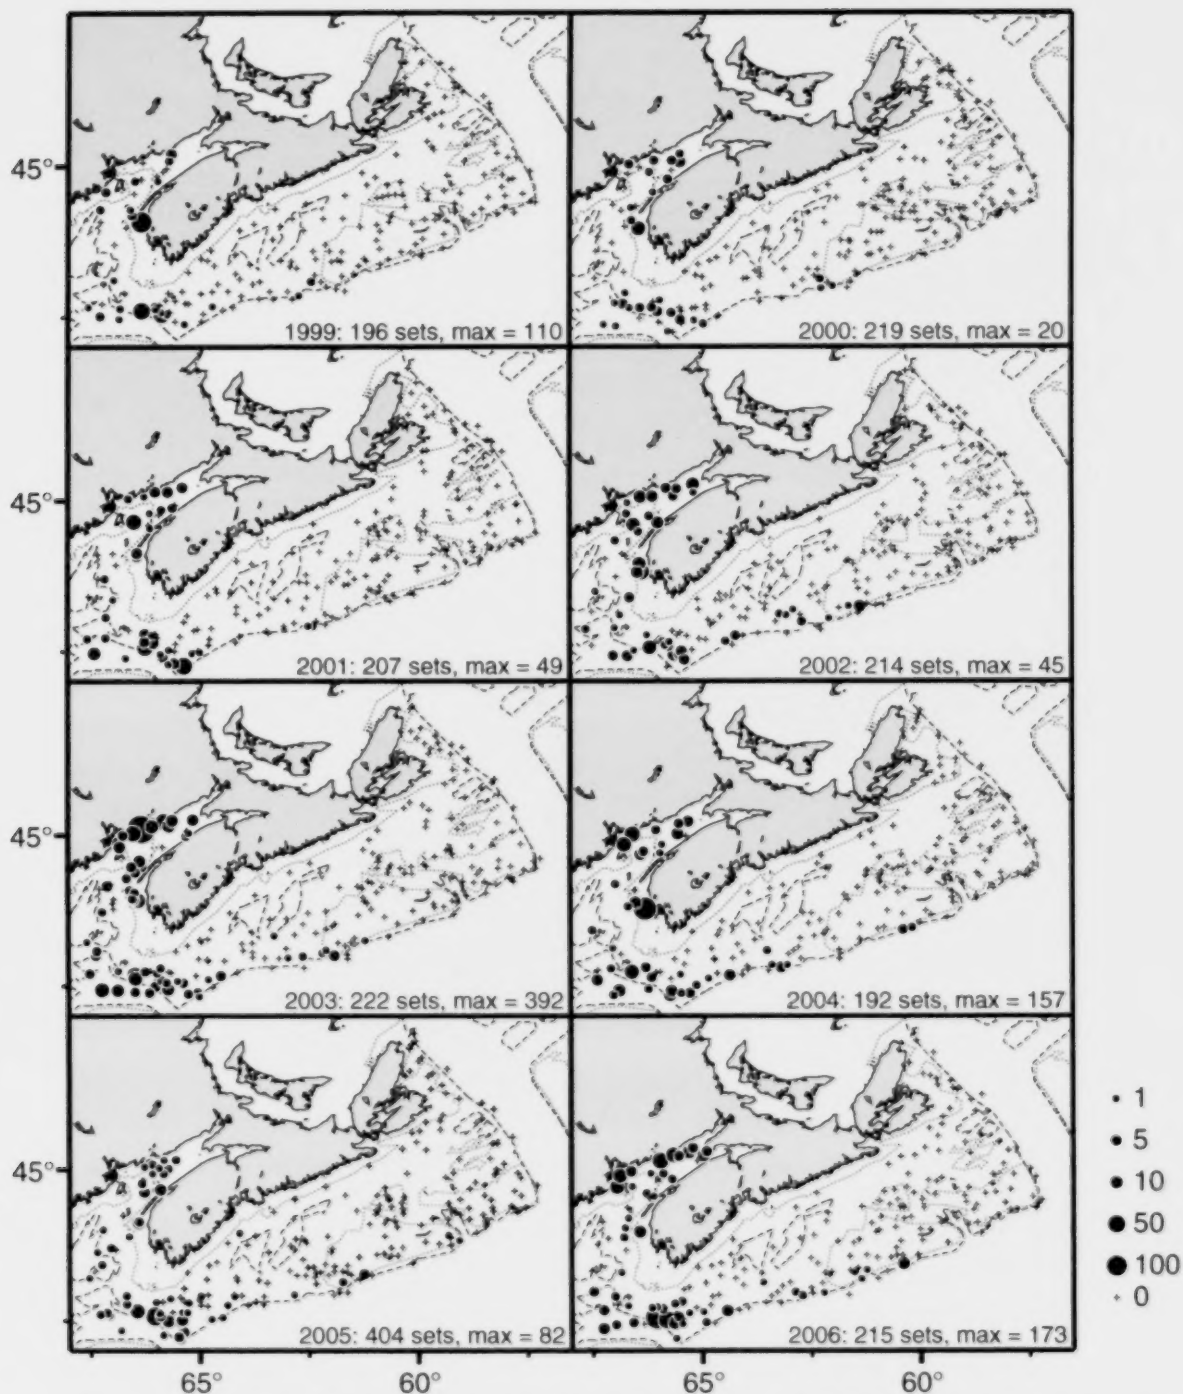 45°
1999: 196 sets, max = 110
2000: 219 sets, max = 20
45°
2001: 207 sets, max = 49
2002: 214 sets, max = 45
45°
2003: 222 sets, max = 392
2004: 192 sets, max = 157
45°
2005: 404 sets, max = 82
2006: 215 sets, max = 173
1
5
10
50
100
0
65°
60°
65°
60°